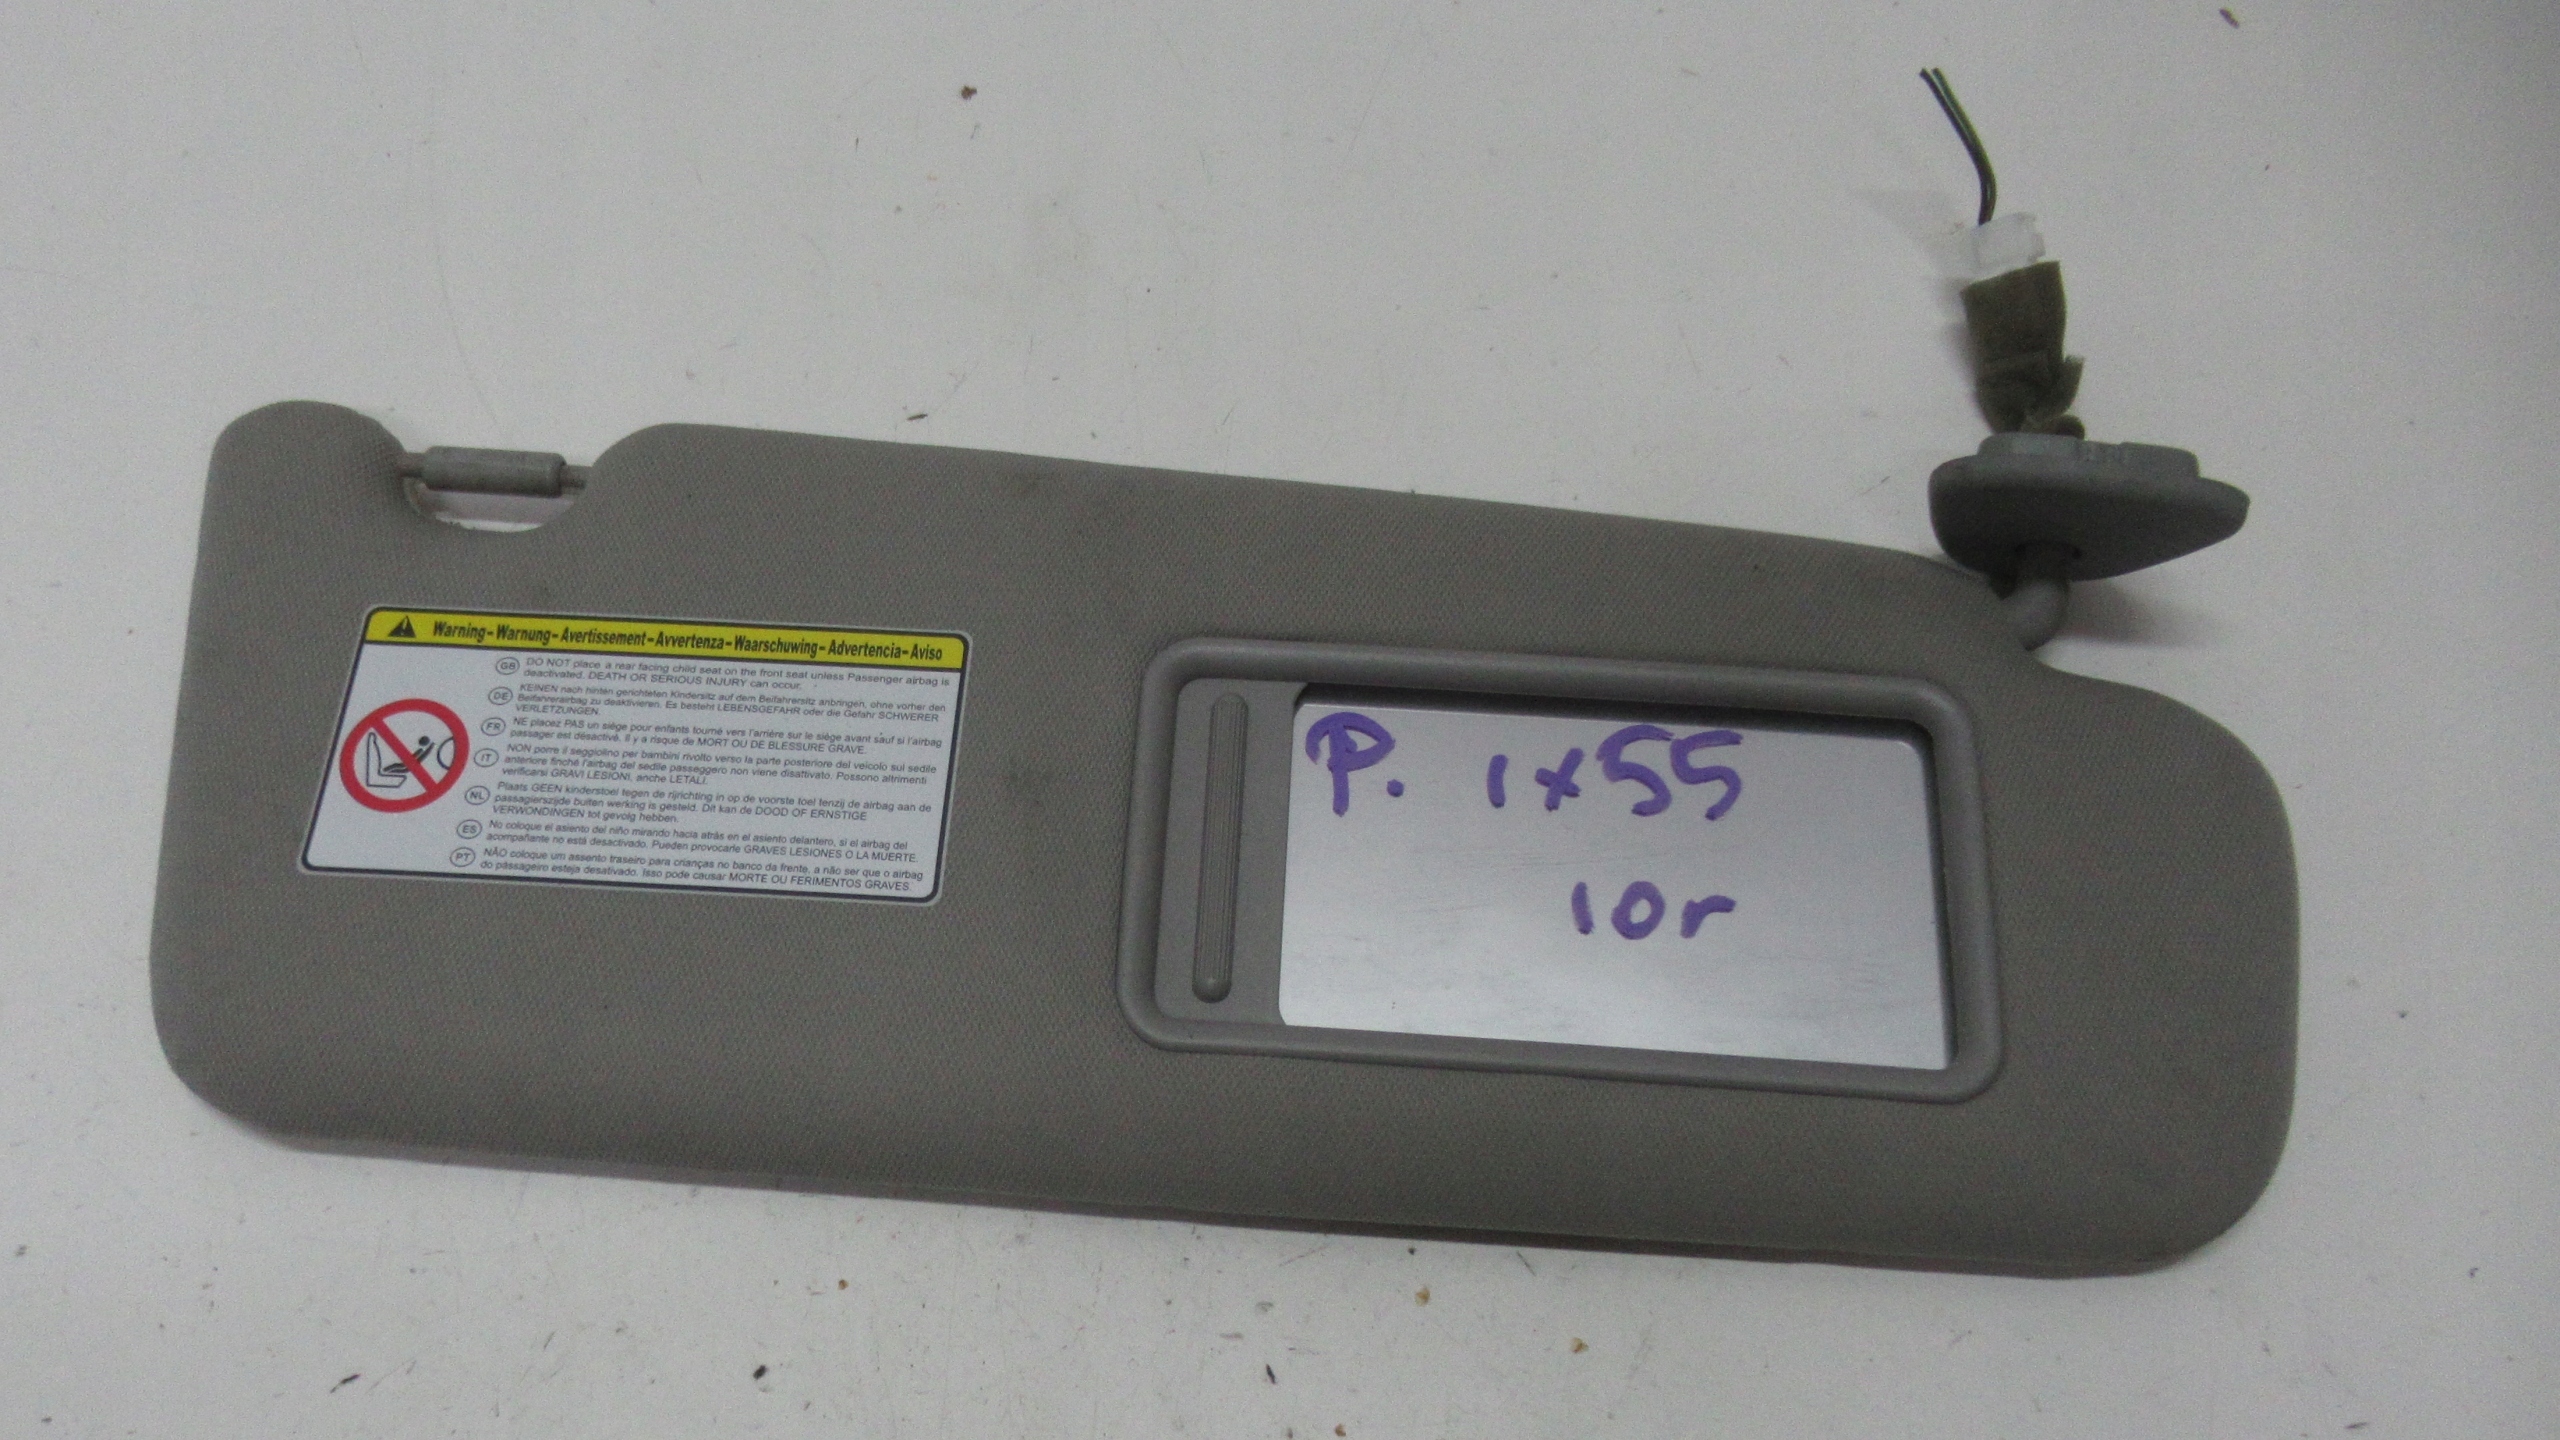 Warning-Warnung-Avertissement-Avvertenza-Waarschuwing-Advertencia-Aviso
GB DO NOT place a rear facing child seat on the front seat unless Passenger airbag is
deactivated. DEATH OR SERIOUS INJURY can occur.
DE KEINEN nach hinten gerichteten Kindersitz auf dem Beifahrersitz anbringen, ohne vorher den
Beifahrerairbag zu deaktivieren. Es besteht LEBENSGEFAHR oder die Gefahr SCHWERER
VERLETZUNGEN.
FR NE placez PAS un siége pour enfants tourné vers l'arriére sur le siége avant sauf si l'airbag
passager est désactivé. Il y a risque de MORT OU DE BLESSURE GRAVE.
IT NON porre il seggiolino per bambini rivolto verso la parte posteriore del veicolo sul sedile
anteriore finché l'airbag del sedile passeggero non viene disattivato. Possono altrimenti
verificarsi GRAVI LESIONI, anche LETALI.
NL Plaats GEEN kinderstoel tegen de rijrichting in op de voorste toel tenzij de airbag aan de
passagierszijde buiten werking is gesteld. Dit kan de DOOD OF ERNSTIGE
VERWONDINGEN tot gevolg hebben.
ES No coloque el asiento del niño mirando hacia atrás en el asiento delantero, si el airbag del
acompañante no está desactivado. Pueden provocarle GRAVES LESIONES O LA MUERTE.
PT NÃO coloque um assento traseiro para crianças no banco da frente, a não ser que o airbag
do pássageiro esteja desativado. Isso pode causar MORTE OU FERIMENTOS GRAVES.
P. 1x55
10r